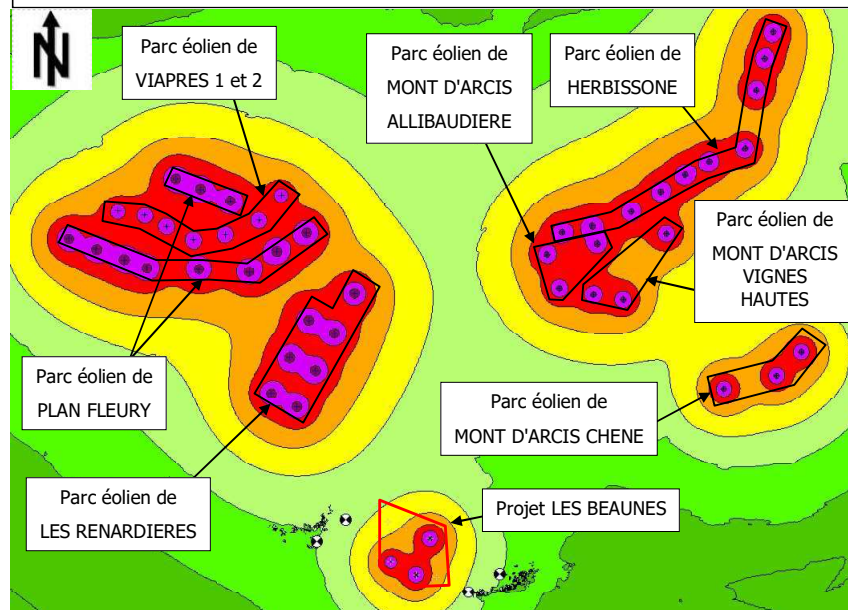 N
Parc éolien de
VIAPRES 1 et 2
Parc éolien de
MONT D'ARCIS
ALLIBAUDIERE
Parc éolien de
HERBISSONE
Parc éolien de
MONT D'ARCIS
VIGNES
HAUTES
Parc éolien de
PLAN FLEURY
Parc éolien de
MONT D'ARCIS CHENE
Parc éolien de
LES RENARDIERES
Projet LES BEAUNES